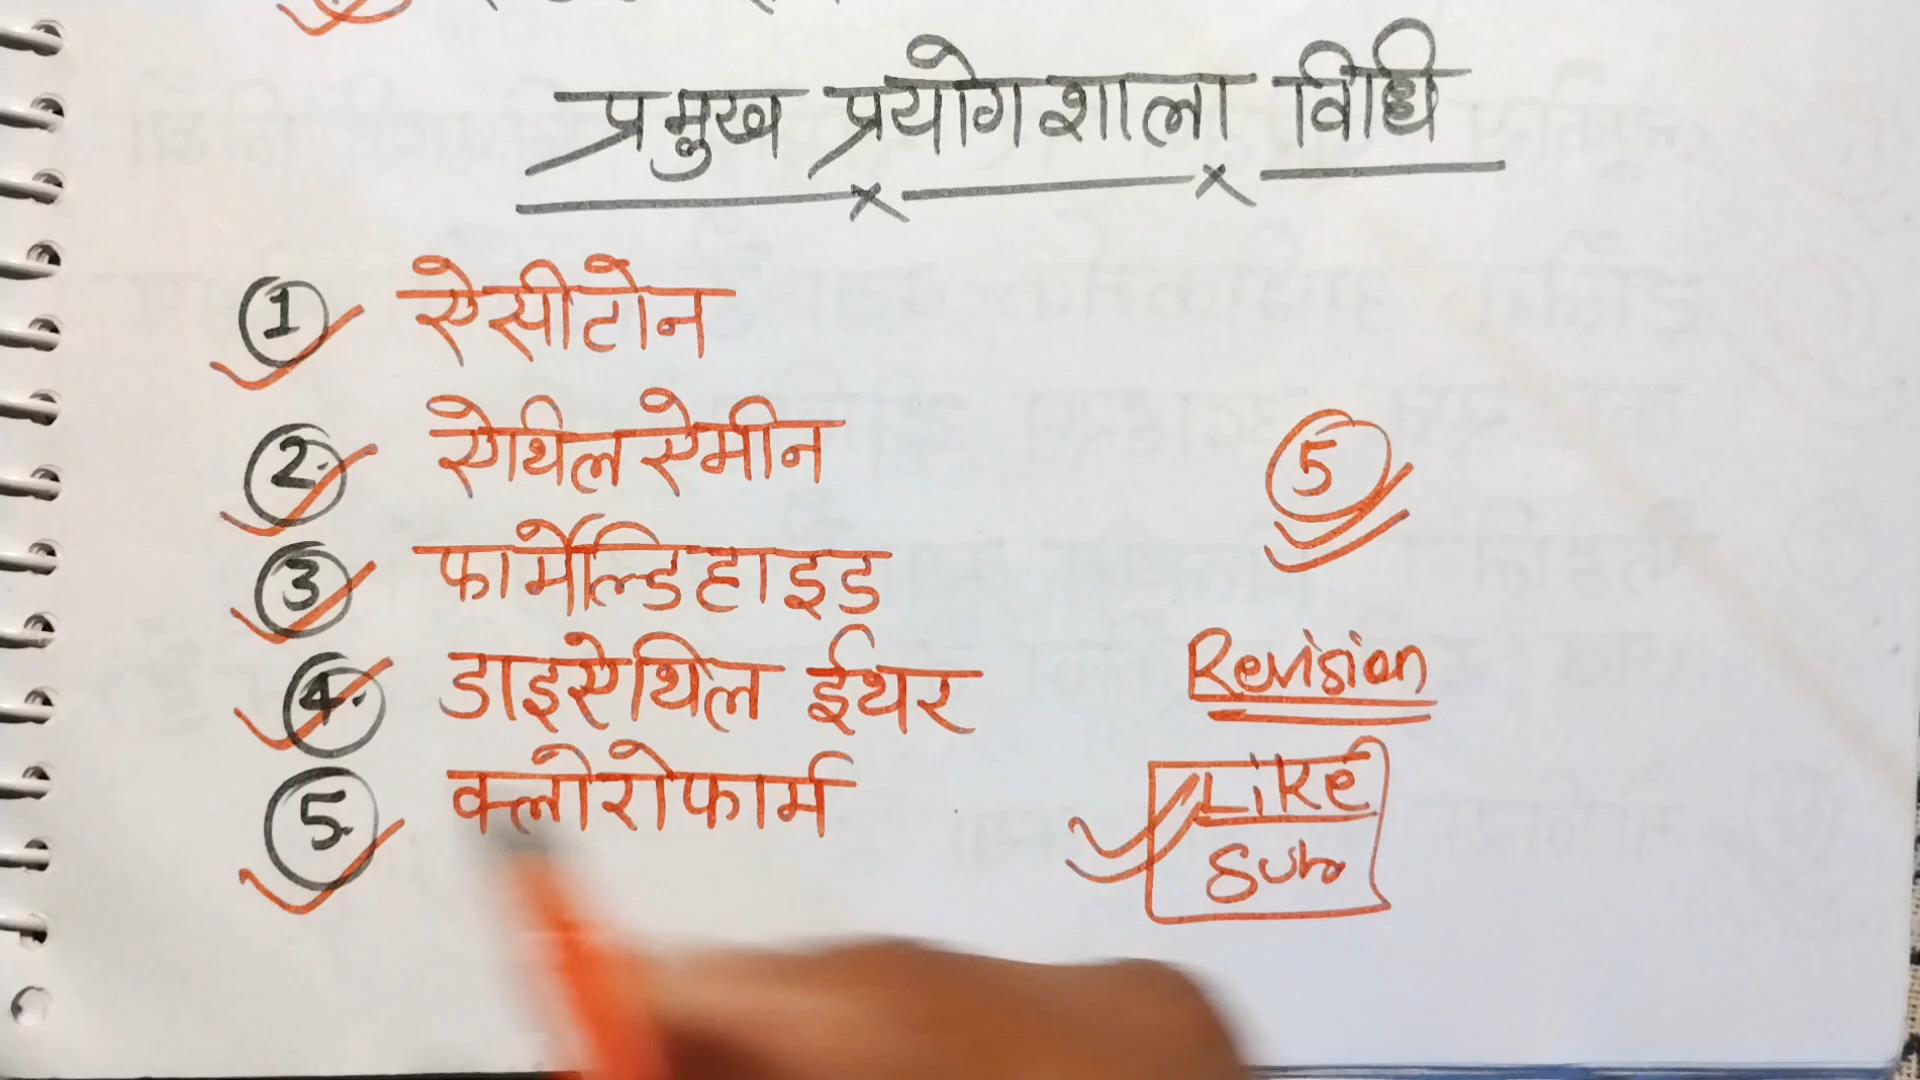 प्रमुख प्रयोगशाला विधि
1 ऐसीटोन
2. ऐथिल ऐमीन
3 फार्मेल्डिहाइड
4. डाइऐथिल ईथर
5. क्लोरोफार्म
5
Revision
Like
Sub